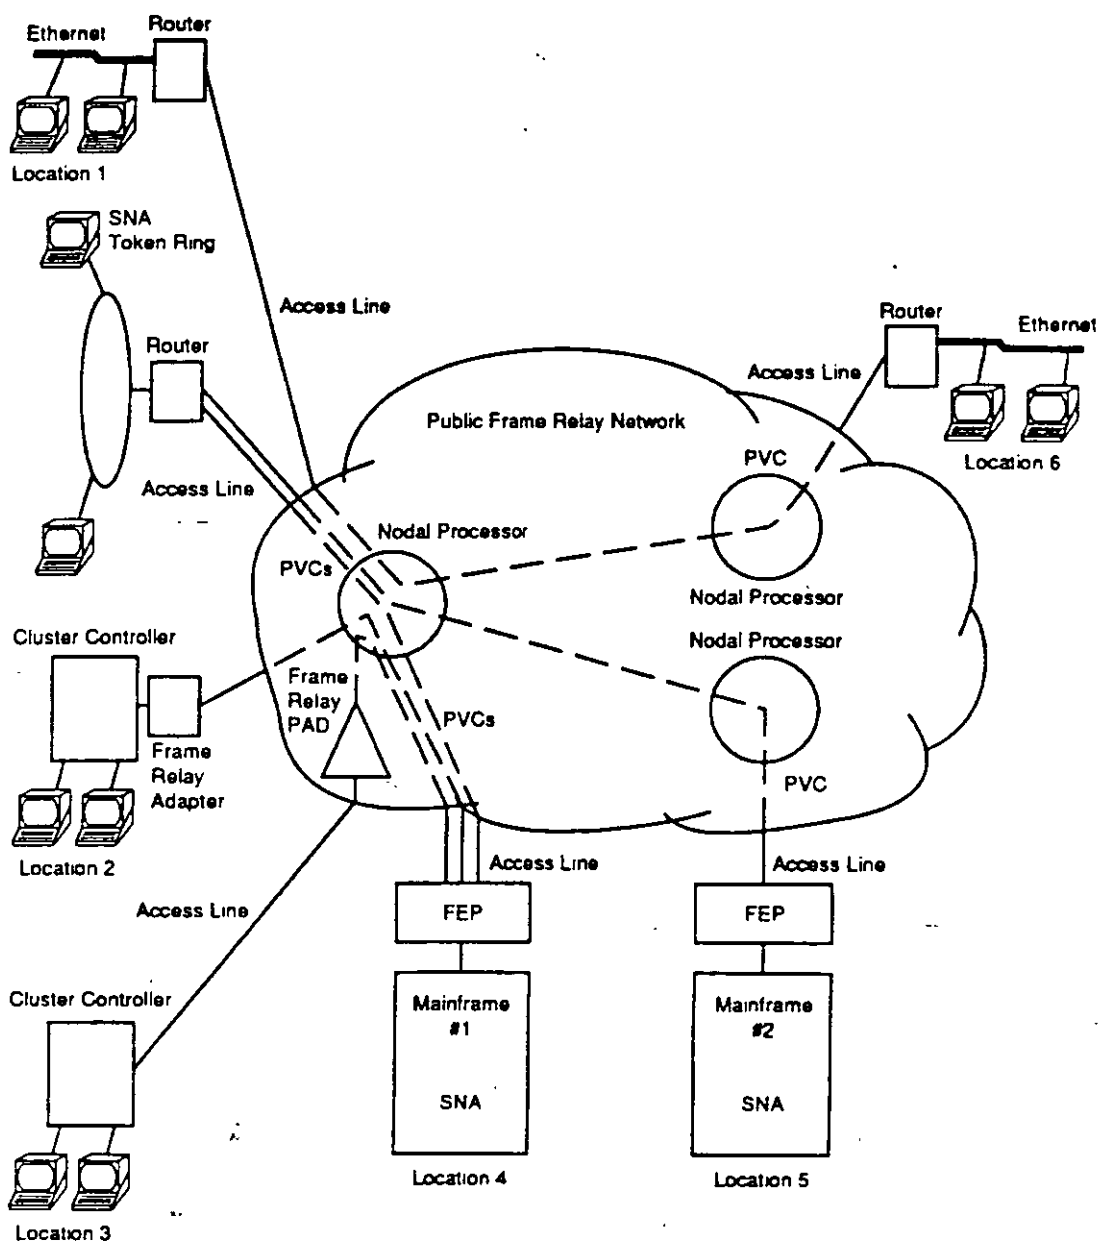 Ethernet
Router
Location 1
SNA
Token Ring
Access Line
Router
Access Line
Router
Ethernet
Access Line
Location 6
Public Frame Relay Network
PVC
Nodal Processor
PVCs
Nodal Processor
Nodal Processor
Cluster Controller
Frame
Relay
PAD
PVCs
Frame
Relay
Adapter
PVC
Location 2
Access Line
Access Line
Access Line
FEP
FEP
Cluster Controller
Mainframe
#1
SNA
Mainframe
#2
SNA
Location 4
Location 5
Location 3